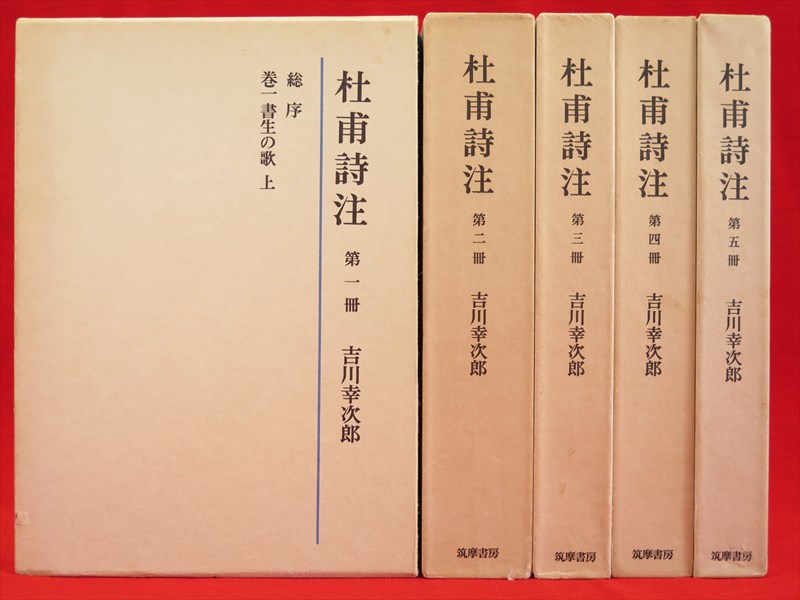 杜甫詩注 第一冊 吉川幸次郎
総序
巻一 書生の歌 上
杜甫詩注 第二冊 吉川幸次郎
筑摩書房
杜甫詩注 第三冊 吉川幸次郎
筑摩書房
杜甫詩注 第四冊 吉川幸次郎
筑摩書房
杜甫詩注 第五冊 吉川幸次郎
筑摩書房